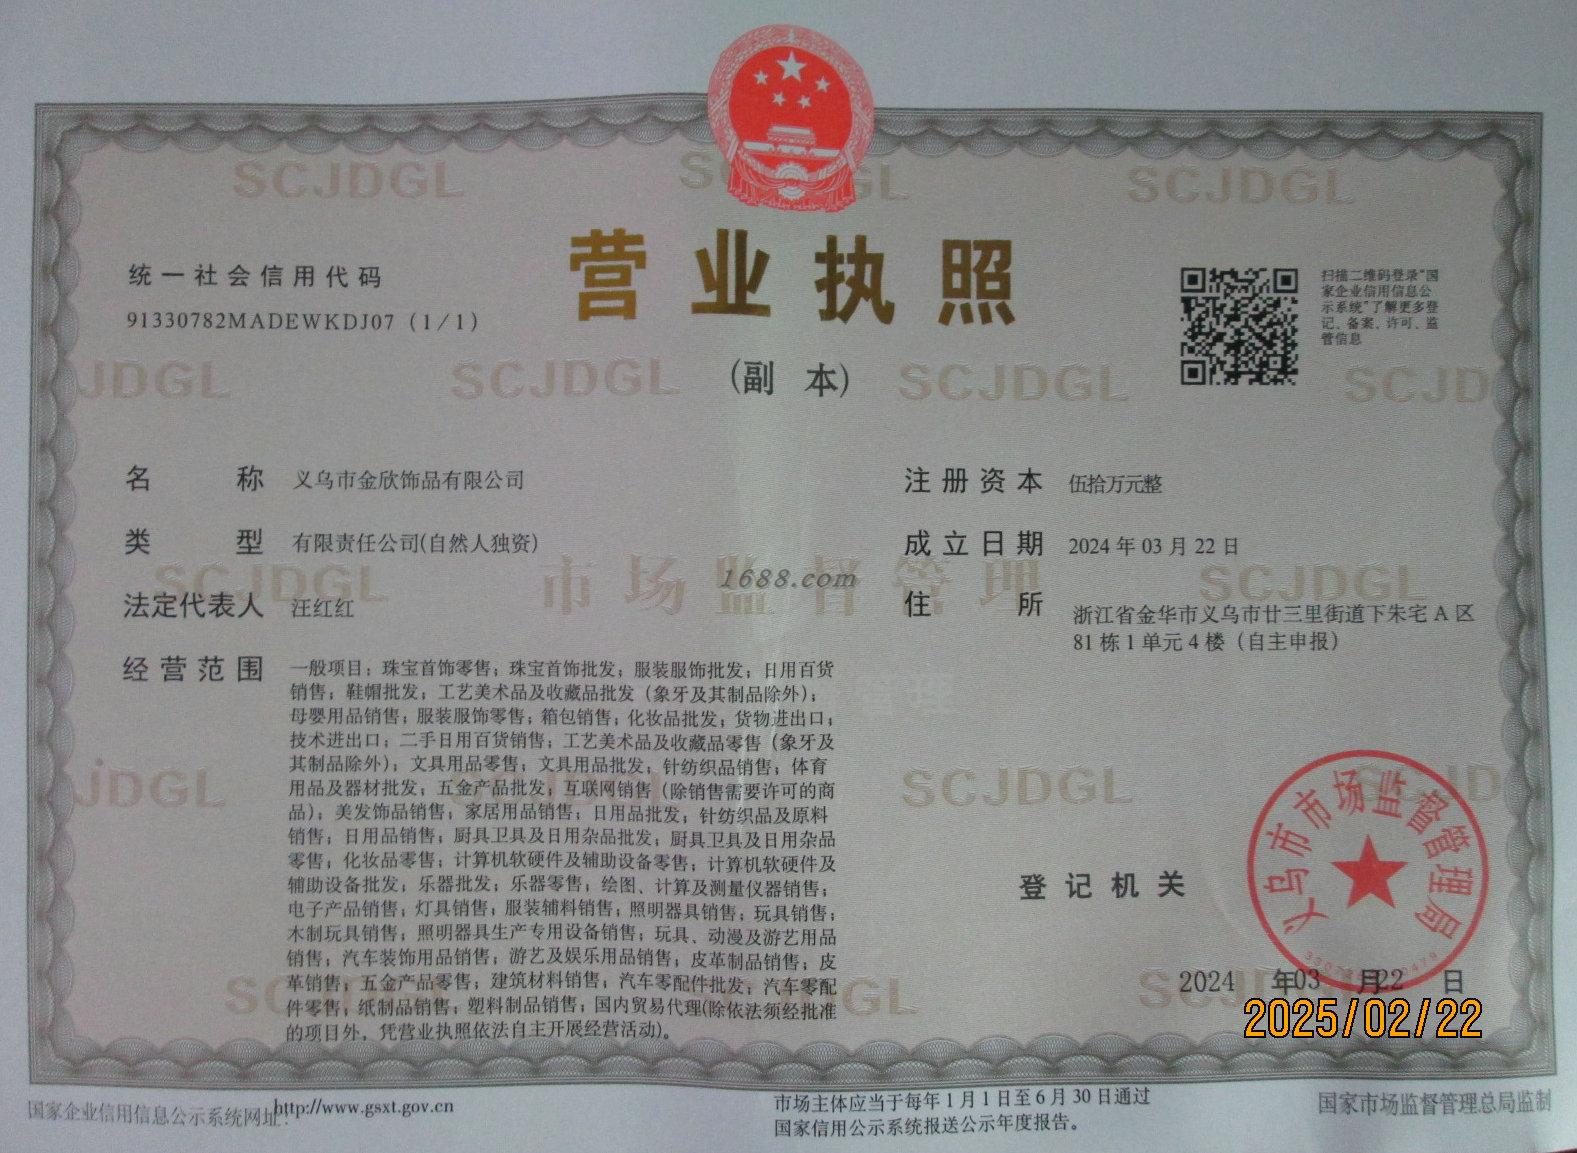 SCJDGL
SCJDGL
SCJDGL
营业执照
(副 本)
统一社会信用代码
91330782MADEWKDJ07（1/1）
扫描二维码登录“国
家企业信用信息公
示系统”了解更多登
记、备案、许可、监
管信息
JDGL
SCJDGL
SCJDGL
SCJD
名 称 义乌市金欣饰品有限公司
类 型 有限责任公司(自然人独资)
法定代表人 汪红红
经营范围 一般项目：珠宝首饰零售；珠宝首饰批发；服装服饰批发；日用百货
销售；鞋帽批发；工艺美术品及收藏品批发（象牙及其制品除外）；
母婴用品销售；服装服饰零售；箱包销售；化妆品批发；货物进出口；
技术进出口；二手日用百货销售；工艺美术品及收藏品零售（象牙及
其制品除外）；文具用品零售；文具用品批发；针纺织品销售；体育
用品及器材批发；五金产品批发；互联网销售（除销售需要许可的商
品）；美发饰品销售；家居用品销售；日用品批发；针纺织品及原料
销售；日用品销售；厨具卫具及日用杂品批发；厨具卫具及日用杂品
零售；化妆品零售；计算机软硬件及辅助设备零售；计算机软硬件及
辅助设备批发；乐器批发；乐器零售；绘图、计算及测量仪器销售；
电子产品销售；灯具销售；服装辅料销售；照明器具销售；玩具销售；
木制玩具销售；照明器具生产专用设备销售；玩具、动漫及游艺用品
销售；汽车装饰用品销售；游艺及娱乐用品销售；皮革制品销售；皮
革销售；五金产品零售；建筑材料销售；汽车零配件批发；汽车零配
件零售；纸制品销售；塑料制品销售；国内贸易代理(除依法须经批准
的项目外，凭营业执照依法自主开展经营活动)。
注册资本 伍拾万元整
成立日期 2024 年 03 月 22 日
住 所 浙江省金华市义乌市廿三里街道下朱宅 A 区
81 栋 1 单元 4 楼（自主申报）
SCJDGL
市场监督管理
1688.com
SCJDGL
JDGL
SCJDGL
登记机关
义乌市市场监督管理局
2024 年03 月22 日
2025/02/22
国家企业信用信息公示系统网址：http://www.gsxt.gov.cn
市场主体应当于每年 1 月 1 日至 6 月 30 日通过
国家信用公示系统报送公示年度报告。
国家市场监督管理总局监制